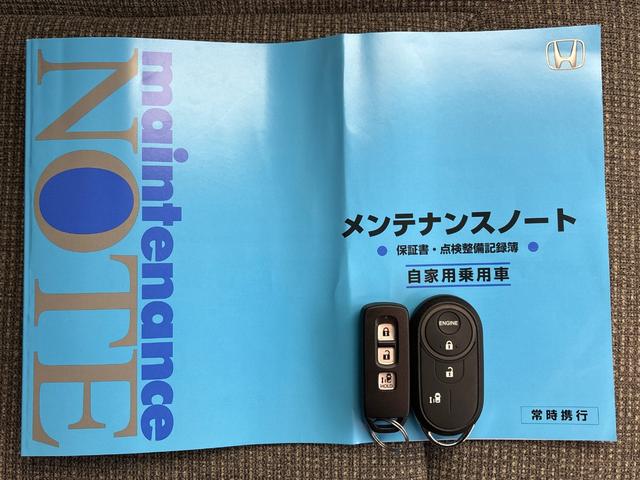 maintenance
NOTE
メンテナンスノート
保証書・点検整備記録簿
自家用乗用車
常時携行
HOLD
ENGINE